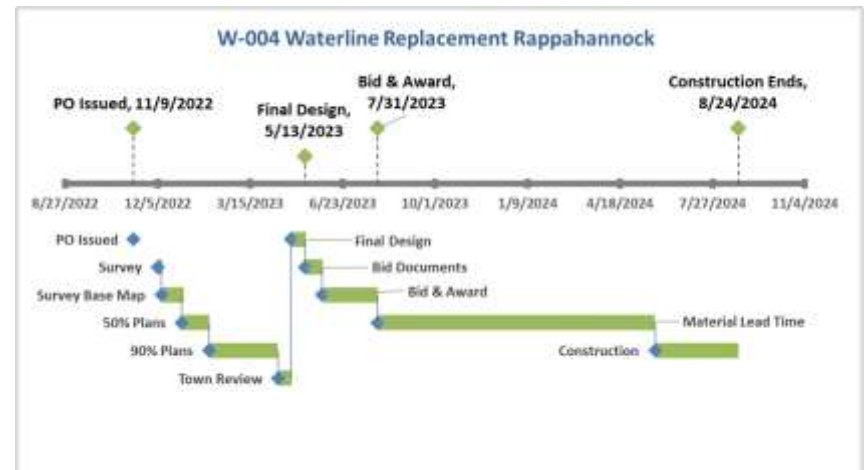 W-004 Waterline Replacement Rappahannock
Bid & Award,
7/31/2023
Construction Ends,
8/24/2024
PO Issued, 11/9/2022
Final Design,
5/13/2023
8/27/2022 12/5/2022 3/15/2023 6/23/2023 10/1/2023 1/9/2024 4/18/2024 7/27/2024 11/4/2024
PO Issued
Final Design
Survey
Bid Documents
Survey Base Map
Bid & Award
50% Plans
Material Lead Time
90% Plans
Construction
Town Review